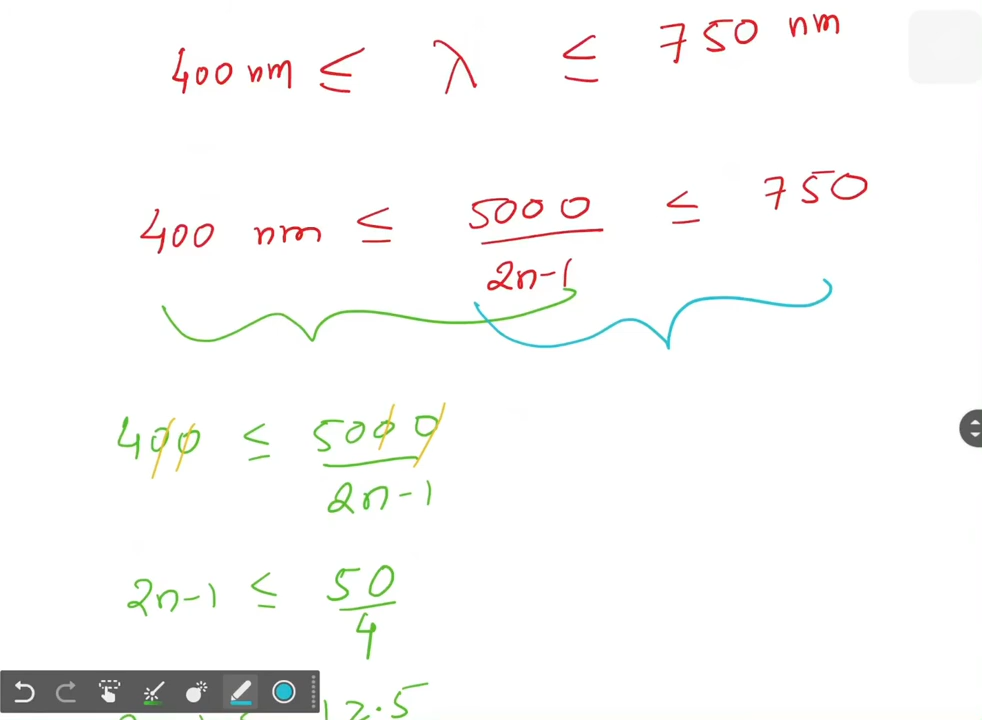 400 nm ≤ λ ≤ 750 nm
400 nm ≤ 5000/2n-1 ≤ 750
400 ≤ 5000/2n-1
2n-1 ≤ 50/4
12.5